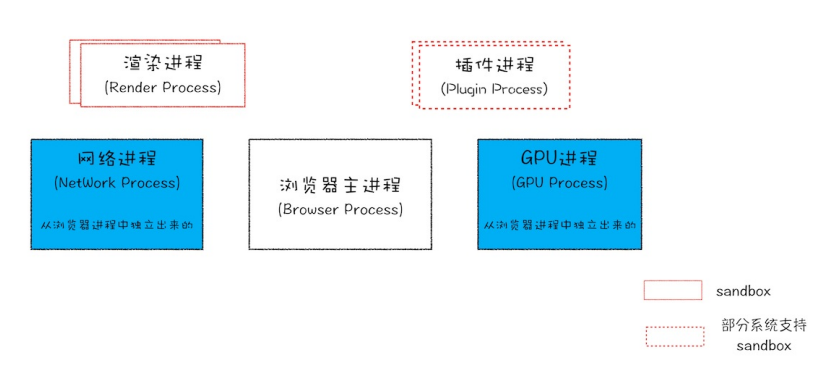 渲染进程
(Render Process)
插件进程
(Plugin Process)
网络进程
(NetWork Process)
从浏览器进程中独立出来的
浏览器主进程
(Browser Process)
GPU进程
(GPU Process)
从浏览器进程中独立出来的
sandbox
部分系统支持
sandbox